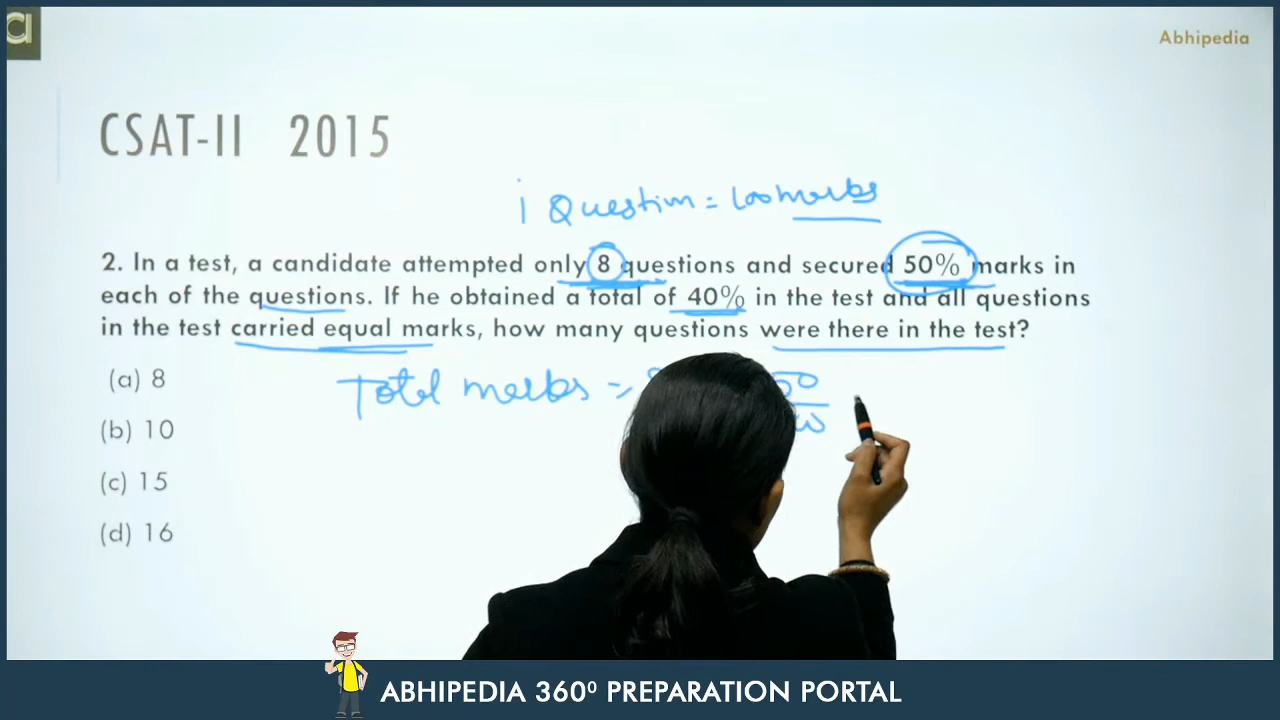 a
Abhipedia
CSAT-II 2015
1 Question = 100 marks
2. In a test, a candidate attempted only 8 questions and secured 50% marks in
each of the questions. If he obtained a total of 40% in the test and all questions
in the test carried equal marks, how many questions were there in the test?
(a) 8
Total marks = 50
(b) 10
(c) 15
(d) 16
ABHIPEDIA 360⁰ PREPARATION PORTAL